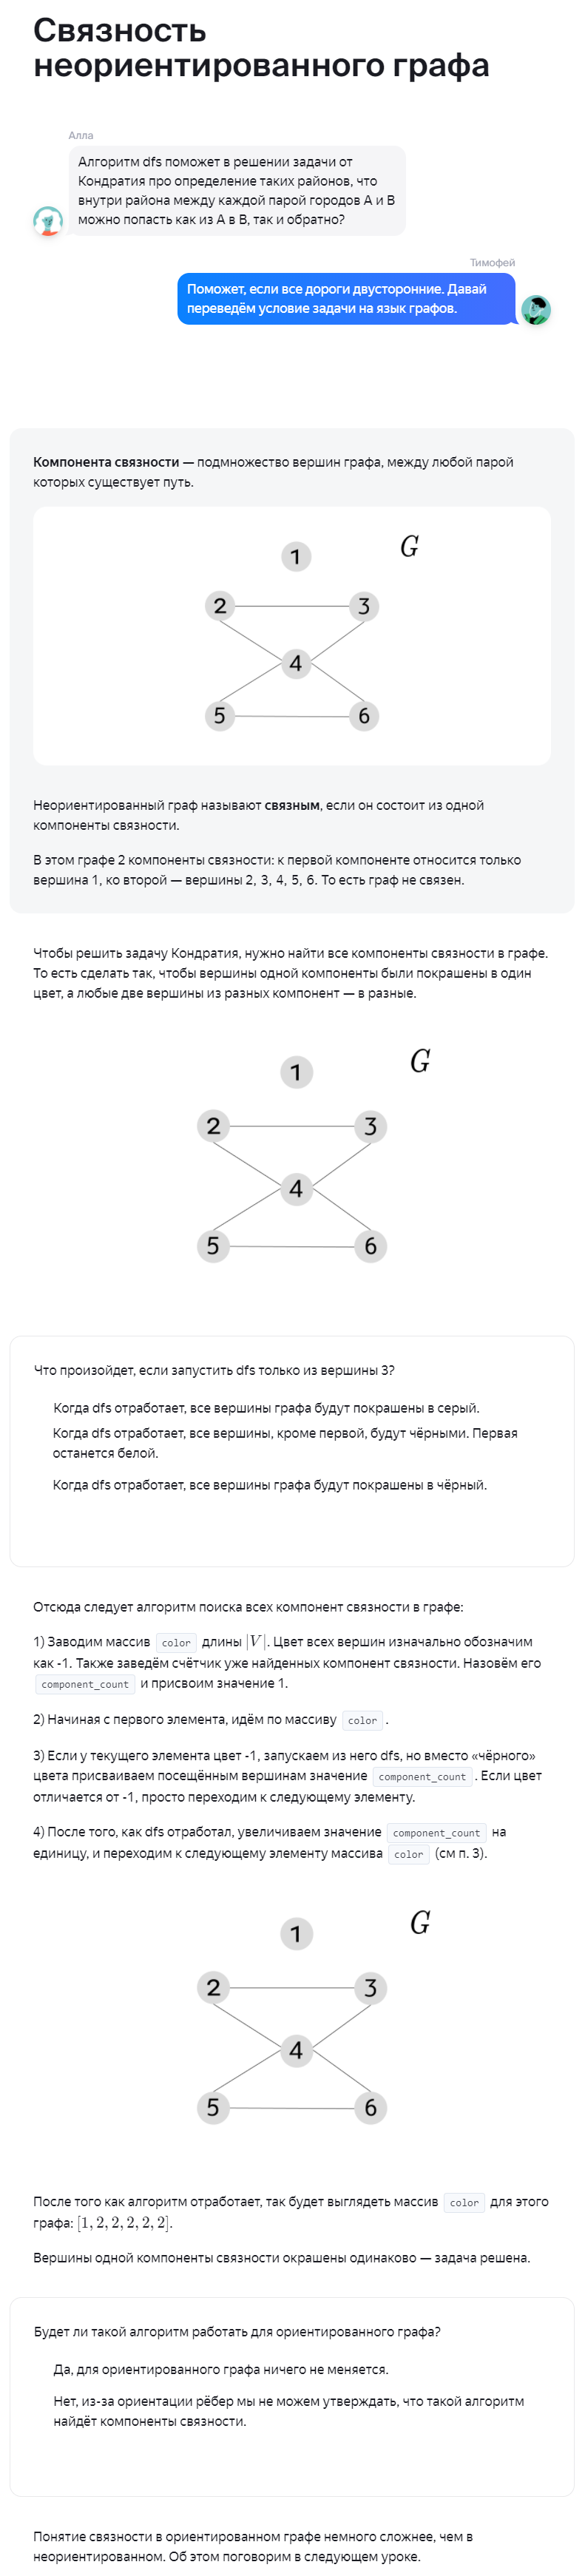 Связность
неориентированного графа
Алла
Алгоритм dfs поможет в решении задачи от
Кондратия про определение таких районов, что
внутри района между каждой парой городов А и В
можно попасть как из А в В, так и обратно?
Тимофей
Поможет, если все дороги двусторонние. Давай
переведём условие задачи на язык графов.
Компонента связности — подмножество вершин графа, между любой парой
которых существует путь.
G
1
2
3
4
5
6
Неориентированный граф называют связным, если он состоит из одной
компоненты связности.
В этом графе 2 компоненты связности: к первой компоненте относится только
вершина 1, ко второй — вершины 2, 3, 4, 5, 6. То есть граф не связен.
Чтобы решить задачу Кондратия, нужно найти все компоненты связности в графе.
То есть сделать так, чтобы вершины одной компоненты были покрашены в один
цвет, а любые две вершины из разных компонент — в разные.
G
1
2
3
4
5
6
Что произойдет, если запустить dfs только из вершины 3?
Когда dfs отработает, все вершины графа будут покрашены в серый.
Когда dfs отработает, все вершины, кроме первой, будут чёрными. Первая
останется белой.
Когда dfs отработает, все вершины графа будут покрашены в чёрный.
Отсюда следует алгоритм поиска всех компонент связности в графе:
1) Заводим массив color длины |V|. Цвет всех вершин изначально обозначим
как -1. Также заведём счётчик уже найденных компонент связности. Назовём его
component_count и присвоим значение 1.
2) Начиная с первого элемента, идём по массиву color.
3) Если у текущего элемента цвет -1, запускаем из него dfs, но вместо «чёрного»
цвета присваиваем посещённым вершинам значение component_count. Если цвет
отличается от -1, просто переходим к следующему элементу.
4) После того, как dfs отработал, увеличиваем значение component_count на
единицу, и переходим к следующему элементу массива color (см п. 3).
G
1
2
3
4
5
6
После того как алгоритм отработает, так будет выглядеть массив color для этого
графа: [1, 2, 2, 2, 2, 2].
Вершины одной компоненты связности окрашены одинаково — задача решена.
Будет ли такой алгоритм работать для ориентированного графа?
Да, для ориентированного графа ничего не меняется.
Нет, из-за ориентации рёбер мы не можем утверждать, что такой алгоритм
найдёт компоненты связности.
Понятие связности в ориентированном графе немного сложнее, чем в
неориентированном. Об этом поговорим в следующем уроке.